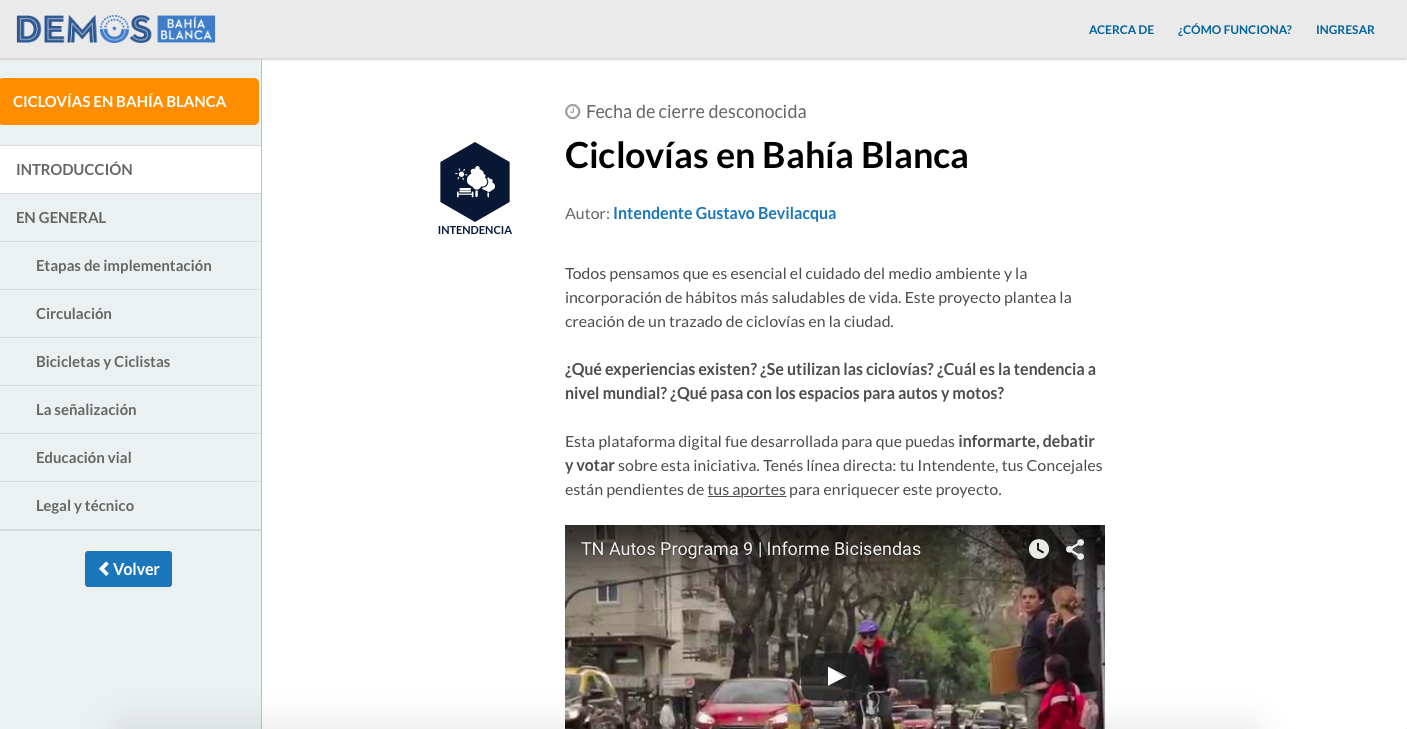 DEMOS BAHÍA BLANCA
ACERCA DE ¿CÓMO FUNCIONA? INGRESAR
CICLOVÍAS EN BAHÍA BLANCA
INTRODUCCIÓN
EN GENERAL
Etapas de implementación
Circulación
Bicicletas y Ciclistas
La señalización
Educación vial
Legal y técnico
Volver
INTENDENCIA
Fecha de cierre desconocida
Ciclovías en Bahía Blanca
Autor: Intendente Gustavo Bevilacqua
Todos pensamos que es esencial el cuidado del medio ambiente y la
incorporación de hábitos más saludables de vida. Este proyecto plantea la
creación de un trazado de ciclovías en la ciudad.
¿Qué experiencias existen? ¿Se utilizan las ciclovías? ¿Cuál es la tendencia a
nivel mundial? ¿Qué pasa con los espacios para autos y motos?
Esta plataforma digital fue desarrollada para que puedas informarte, debatir
y votar sobre esta iniciativa. Tenés línea directa: tu Intendente, tus Concejales
están pendientes de tus aportes para enriquecer este proyecto.
TN Autos Programa 9 | Informe Bicisendas